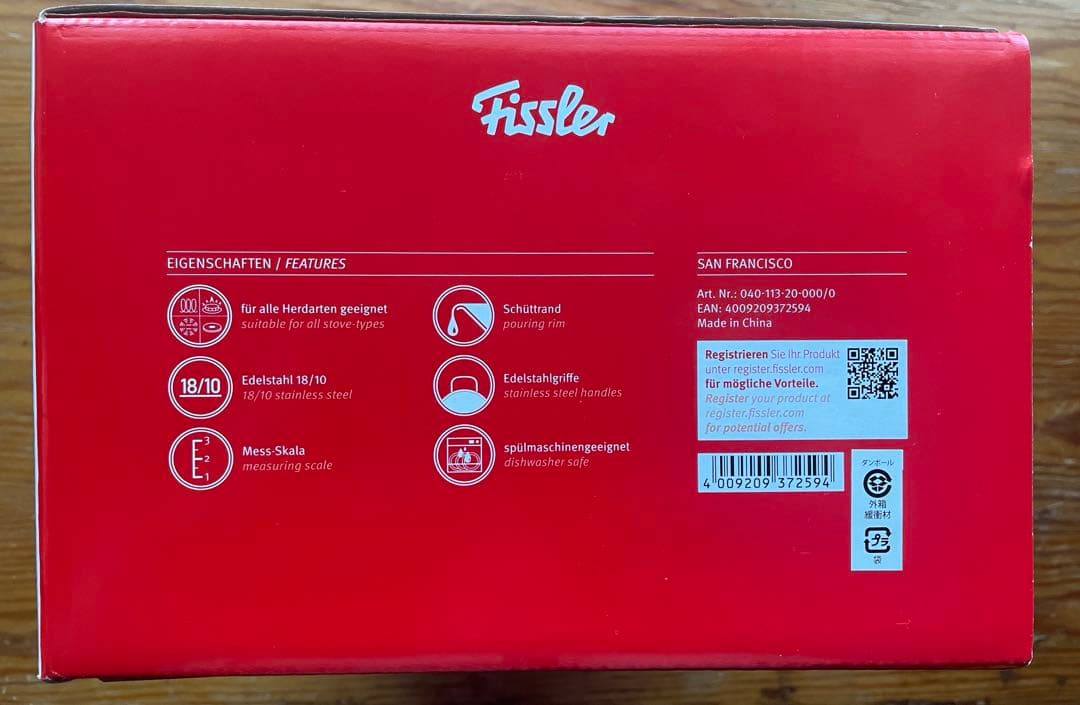 Fissler
EIGENSCHAFTEN / FEATURES
für alle Herdarten geeignet
suitable for all stove-types
18/10
Edelstahl 18/10
18/10 stainless steel
3
2
1
Mess-Skala
measuring scale
Schüttrand
pouring rim
Edelstahlgriffe
stainless steel handles
spülmaschinengeeignet
dishwasher safe
SAN FRANCISCO
Art. Nr.: 040-113-20-000/0
EAN: 4009209372594
Made in China
Registrieren Sie Ihr Produkt
unter register.fissler.com
für mögliche Vorteile.
Register your product at
register.fissler.com
for potential offers.
4 009209 372594
ダンボール
外箱
緩衝材
プラ
袋